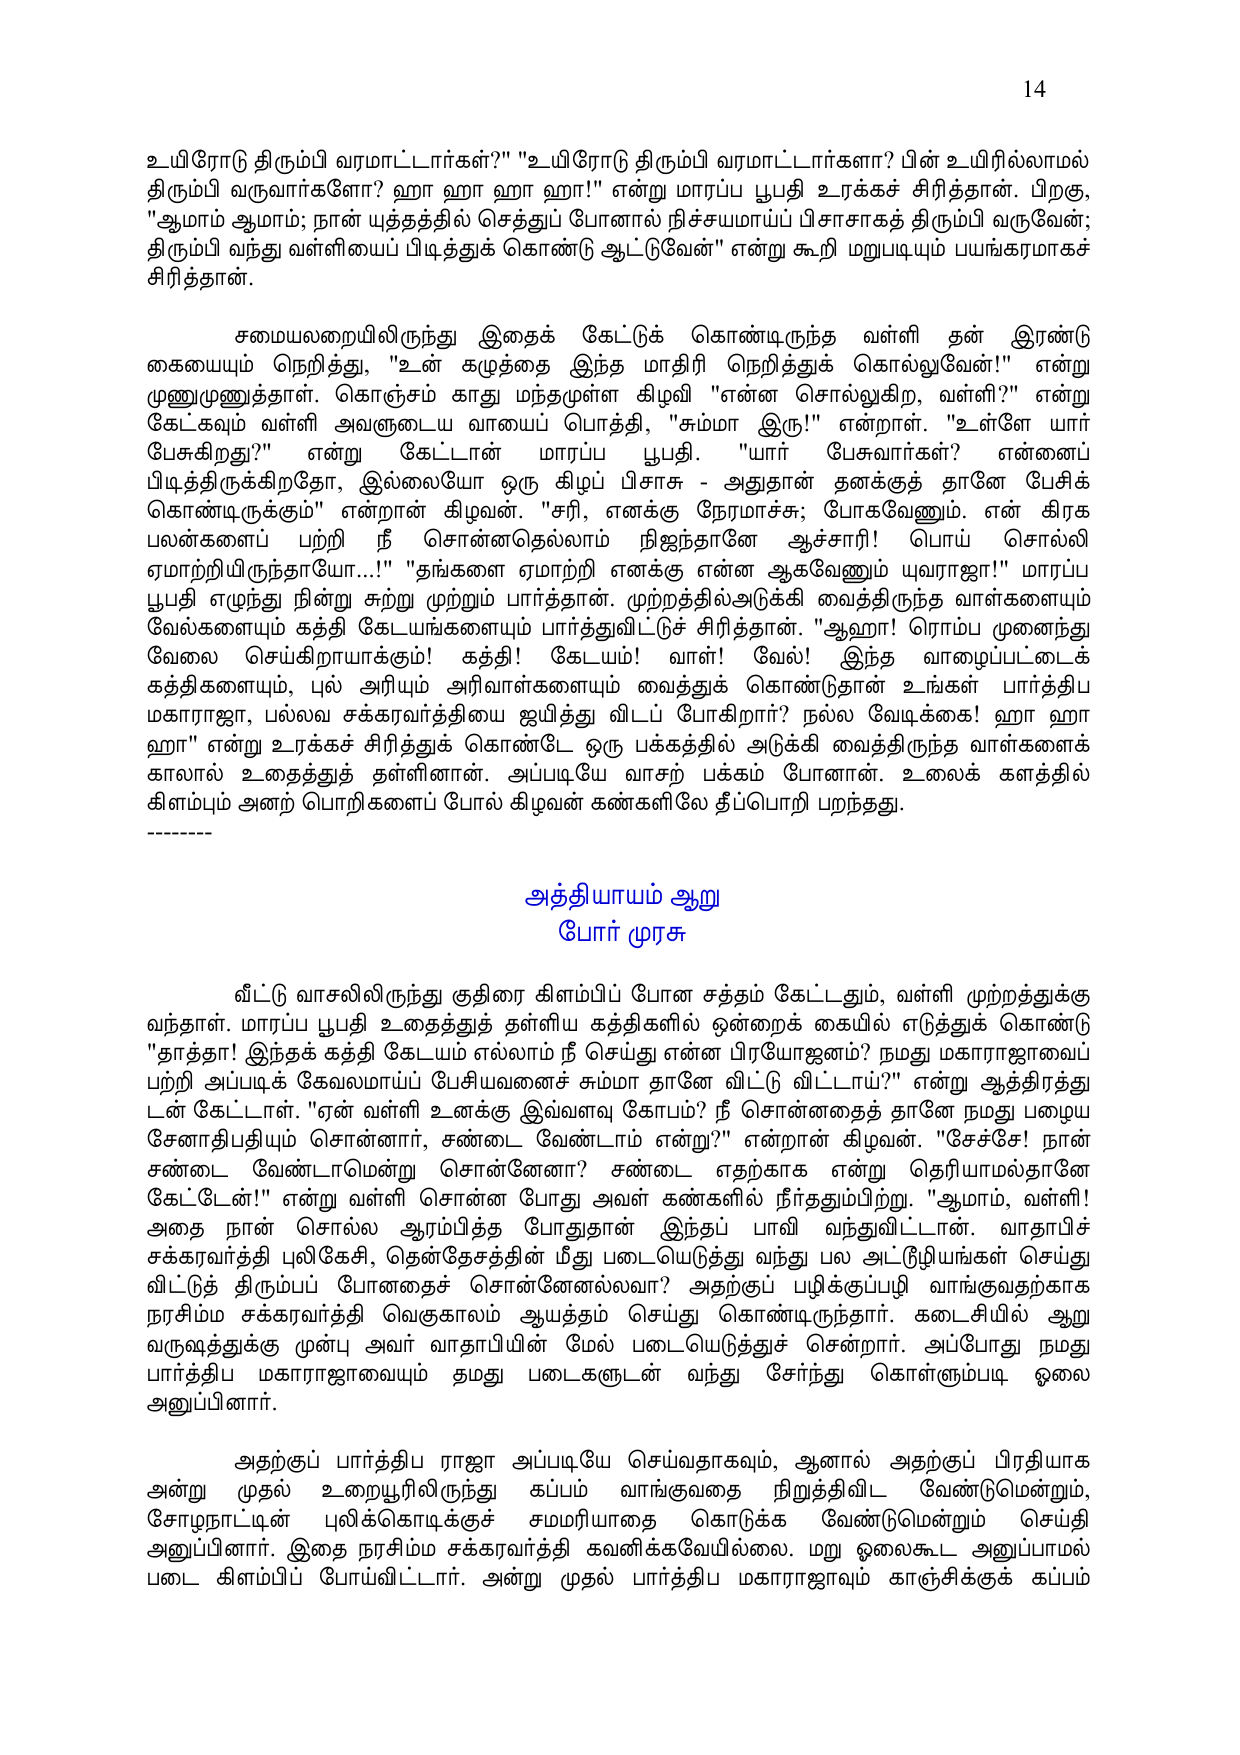 14
உயிரோடு திரும்பி வரமாட்டார்கள்?" "உயிரோடு திரும்பி வரமாட்டார்களா? பின் உயிரில்லாமல்
திரும்பி வருவார்களோ? ஹா ஹா ஹா ஹா!" என்று மாரப்ப பூபதி உரக்கச் சிரித்தான். பிறகு,
"ஆமாம் ஆமாம்; நான் யுத்தத்தில் செத்துப் போனால் நிச்சயமாய்ப் பிசாசாகத் திரும்பி வருவேன்;
திரும்பி வந்து வள்ளியைப் பிடித்துக் கொண்டு ஆட்டுவேன்" என்று கூறி மறுபடியும் பயங்கரமாகச்
சிரித்தான்.
சமையலறையிலிருந்து இதைக் கேட்டுக் கொண்டிருந்த வள்ளி தன் இரண்டு
கையையும் நெறித்து, "உன் கழுத்தை இந்த மாதிரி நெறித்துக் கொல்லுவேன்!" என்று
முணுமுணுத்தாள். கொஞ்சம் காது மந்தமுள்ள கிழவி "என்ன சொல்லுகிற, வள்ளி?" என்று
கேட்கவும் வள்ளி அவளுடைய வாயைப் பொத்தி, "சும்மா இரு!" என்றாள். "உள்ளே யார்
பேசுகிறது?" என்று கேட்டான் மாரப்ப பூபதி. "யார் பேசுவார்கள்? என்னைப்
பிடித்திருக்கிறதோ, இல்லையோ ஒரு கிழப் பிசாசு - அதுதான் தனக்குத் தானே பேசிக்
கொண்டிருக்கும்" என்றான் கிழவன். "சரி, எனக்கு நேரமாச்சு; போகவேணும். என் கிரக
பலன்களைப் பற்றி நீ சொன்னதெல்லாம் நிஜந்தானே ஆச்சாரி! பொய் சொல்லி
ஏமாற்றியிருந்தாயோ...!" "தங்களை ஏமாற்றி எனக்கு என்ன ஆகவேணும் யுவராஜா!" மாரப்ப
பூபதி எழுந்து நின்று சுற்று முற்றும் பார்த்தான். முற்றத்தில்அடுக்கி வைத்திருந்த வாள்களையும்
வேல்களையும் கத்தி கேடயங்களையும் பார்த்துவிட்டுச் சிரித்தான். "ஆஹா! ரொம்ப முனைந்து
வேலை செய்கிறாயாக்கும்! கத்தி! கேடயம்! வாள்! வேல்! இந்த வாழைப்பட்டைக்
கத்திகளையும், புல் அரியும் அரிவாள்களையும் வைத்துக் கொண்டுதான் உங்கள் பார்த்திப
மகாராஜா, பல்லவ சக்கரவர்த்தியை ஜயித்து விடப் போகிறார்? நல்ல வேடிக்கை! ஹா ஹா
ஹா" என்று உரக்கச் சிரித்துக் கொண்டே ஒரு பக்கத்தில் அடுக்கி வைத்திருந்த வாள்களைக்
காலால் உதைத்துத் தள்ளினான். அப்படியே வாசற் பக்கம் போனான். உலைக் களத்தில்
கிளம்பும் அனற் பொறிகளைப் போல் கிழவன் கண்களிலே தீப்பொறி பறந்தது.
--------
அத்தியாயம் ஆறு
போர் முரசு
வீட்டு வாசலிலிருந்து குதிரை கிளம்பிப் போன சத்தம் கேட்டதும், வள்ளி முற்றத்துக்கு
வந்தாள். மாரப்ப பூபதி உதைத்துத் தள்ளிய கத்திகளில் ஒன்றைக் கையில் எடுத்துக் கொண்டு
"தாத்தா! இந்தக் கத்தி கேடயம் எல்லாம் நீ செய்து என்ன பிரயோஜனம்? நமது மகாராஜாவைப்
பற்றி அப்படிக் கேவலமாய்ப் பேசியவனைச் சும்மா தானே விட்டு விட்டாய்?" என்று ஆத்திரத்து
டன் கேட்டாள். "ஏன் வள்ளி உனக்கு இவ்வளவு கோபம்? நீ சொன்னதைத் தானே நமது பழைய
சேனாதிபதியும் சொன்னார், சண்டை வேண்டாம் என்று?" என்றான் கிழவன். "சேச்சே! நான்
சண்டை வேண்டாமென்று சொன்னேனா? சண்டை எதற்காக என்று தெரியாமல்தானே
கேட்டேன்!" என்று வள்ளி சொன்ன போது அவள் கண்களில் நீர்ததும்பிற்று. "ஆமாம், வள்ளி!
அதை நான் சொல்ல ஆரம்பித்த போதுதான் இந்தப் பாவி வந்துவிட்டான். வாதாபிச்
சக்கரவர்த்தி புலிகேசி, தென்தேசத்தின் மீது படையெடுத்து வந்து பல அட்டூழியங்கள் செய்து
விட்டுத் திரும்பப் போனதைச் சொன்னேனல்லவா? அதற்குப் பழிக்குப்பழி வாங்குவதற்காக
நரசிம்ம சக்கரவர்த்தி வெகுகாலம் ஆயத்தம் செய்து கொண்டிருந்தார். கடைசியில் ஆறு
வருஷத்துக்கு முன்பு அவர் வாதாபியின் மேல் படையெடுத்துச் சென்றார். அப்போது நமது
பார்த்திப மகாராஜாவையும் தமது படைகளுடன் வந்து சேர்ந்து கொள்ளும்படி ஓலை
அனுப்பினார்.
அதற்குப் பார்த்திப ராஜா அப்படியே செய்வதாகவும், ஆனால் அதற்குப் பிரதியாக
அன்று முதல் உறையூரிலிருந்து கப்பம் வாங்குவதை நிறுத்திவிட வேண்டுமென்றும்,
சோழநாட்டின் புலிக்கொடிக்குச் சமமரியாதை கொடுக்க வேண்டுமென்றும் செய்தி
அனுப்பினார். இதை நரசிம்ம சக்கரவர்த்தி கவனிக்கவேயில்லை. மறு ஓலைகூட அனுப்பாமல்
படை கிளம்பிப் போய்விட்டார். அன்று முதல் பார்த்திப மகாராஜாவும் காஞ்சிக்குக் கப்பம்